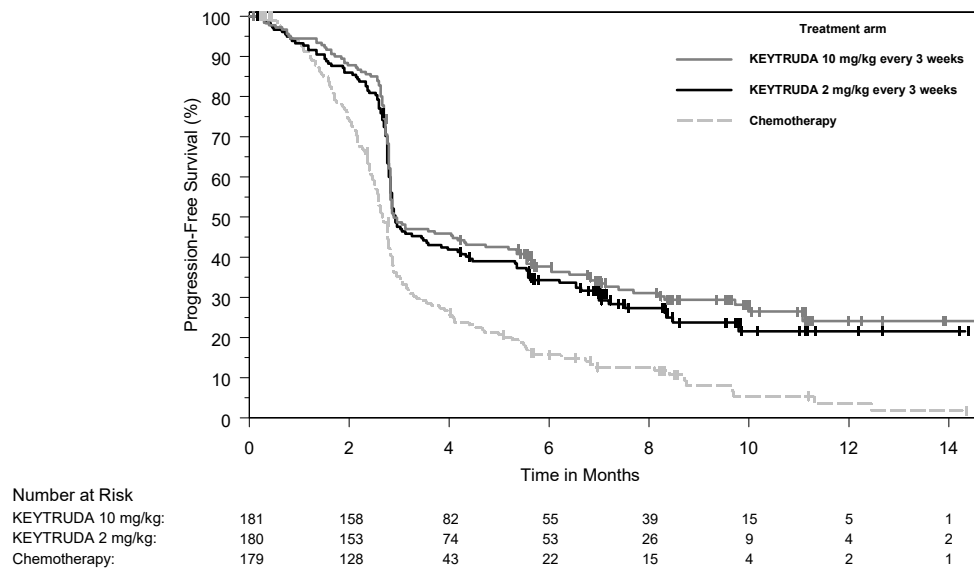 Treatment arm
KEYTRUDA 10 mg/kg every 3 weeks
KEYTRUDA 2 mg/kg every 3 weeks
Chemotherapy
Progression-Free Survival (%)
100
90
80
70
60
50
40
30
20
10
0
0 2 4 6 8 10 12 14
Time in Months
Number at Risk
KEYTRUDA 10 mg/kg: 181 158 82 55 39 15 5 1
KEYTRUDA 2 mg/kg: 180 153 74 53 26 9 4 2
Chemotherapy: 179 128 43 22 15 4 2 1